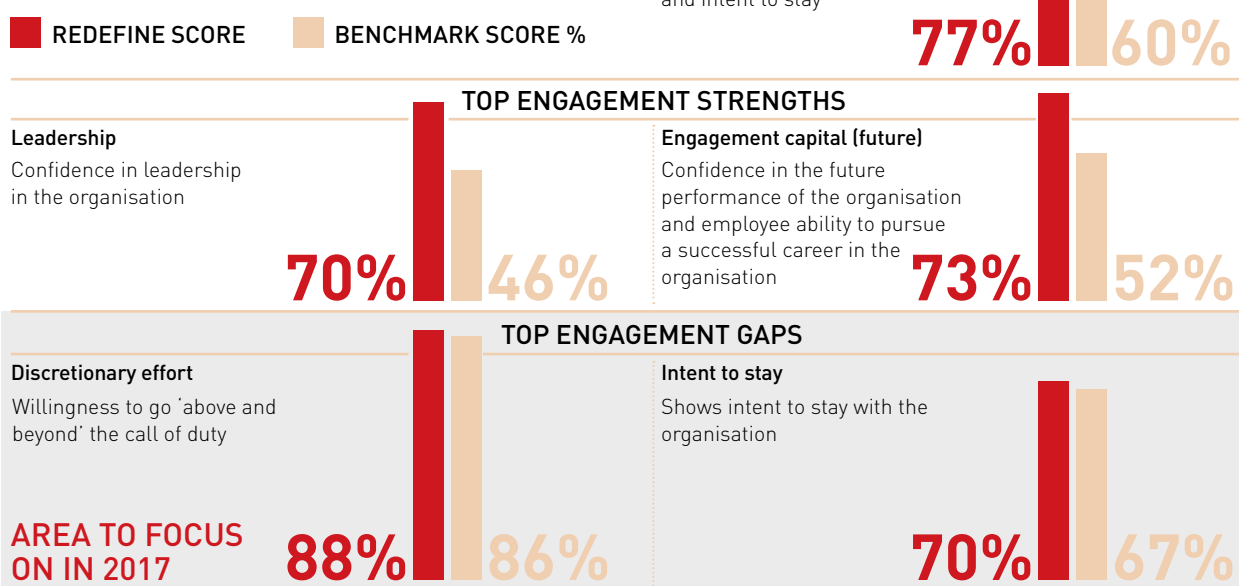 and intent to stay
REDEFINE SCORE
BENCHMARK SCORE %
77%
60%
TOP ENGAGEMENT STRENGTHS
Leadership
Confidence in leadership
in the organisation
70%
46%
Engagement capital (future)
Confidence in the future
performance of the organisation
and employee ability to pursue
a successful career in the
organisation
73%
52%
TOP ENGAGEMENT GAPS
Discretionary effort
Willingness to go ‘above and
beyond’ the call of duty
AREA TO FOCUS
ON IN 2017
88%
86%
Intent to stay
Shows intent to stay with the
organisation
70%
67%